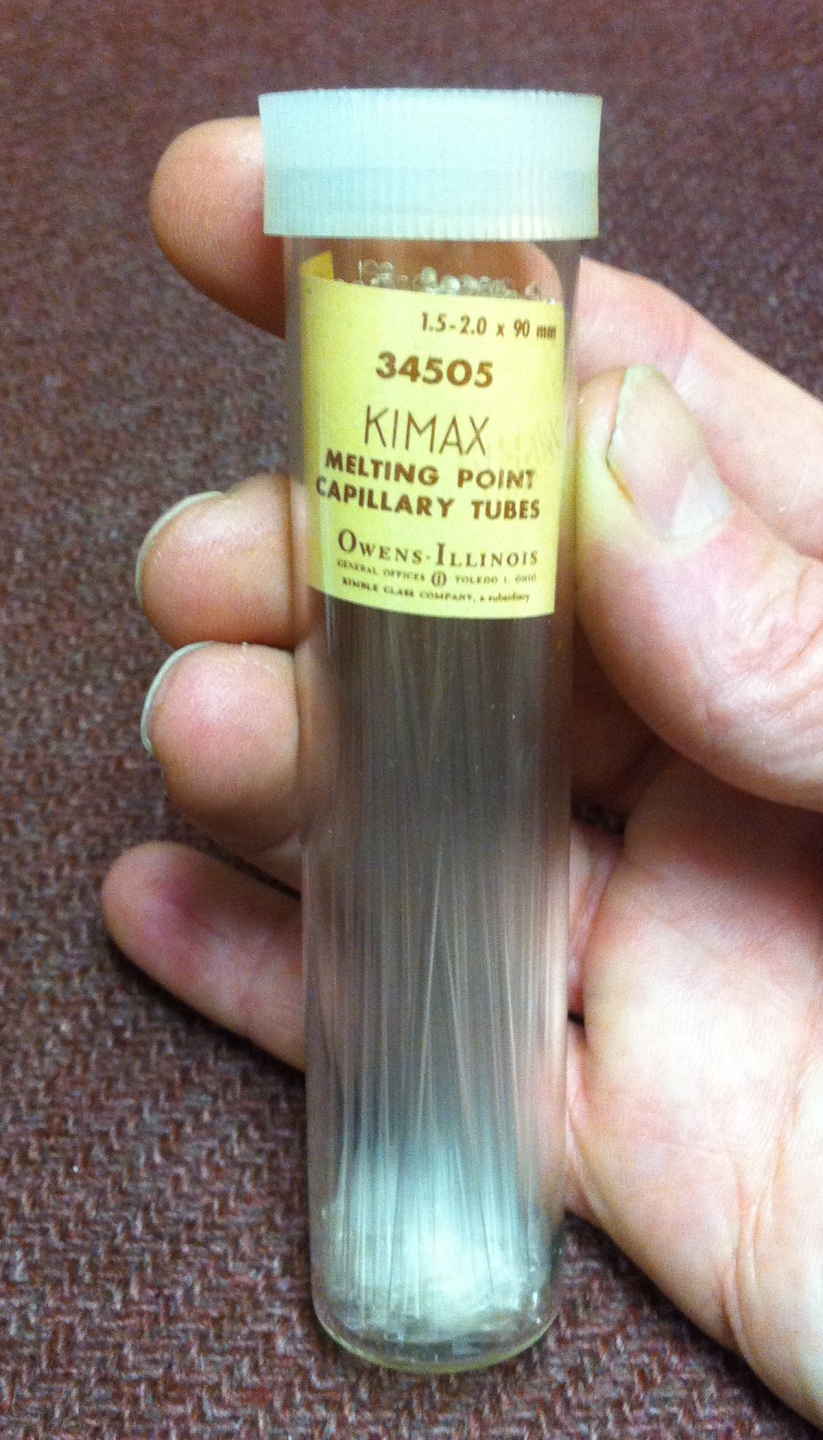 1.5-2.0 x 90 mm
34505
KIMAX
MELTING POINT
CAPILLARY TUBES
OWENS-ILLINOIS
GENERAL OFFICES TOLEDO 1, OHIO
KIMBLE GLASS COMPANY, a subsidiary